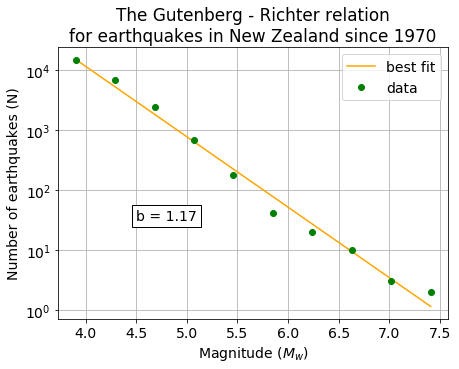 The Gutenberg - Richter relation
for earthquakes in New Zealand since 1970
best fit
data
b = 1.17
Number of earthquakes (N)
10⁴
10³
10²
10¹
10⁰
4.0 4.5 5.0 5.5 6.0 6.5 7.0 7.5
Magnitude (M_w)